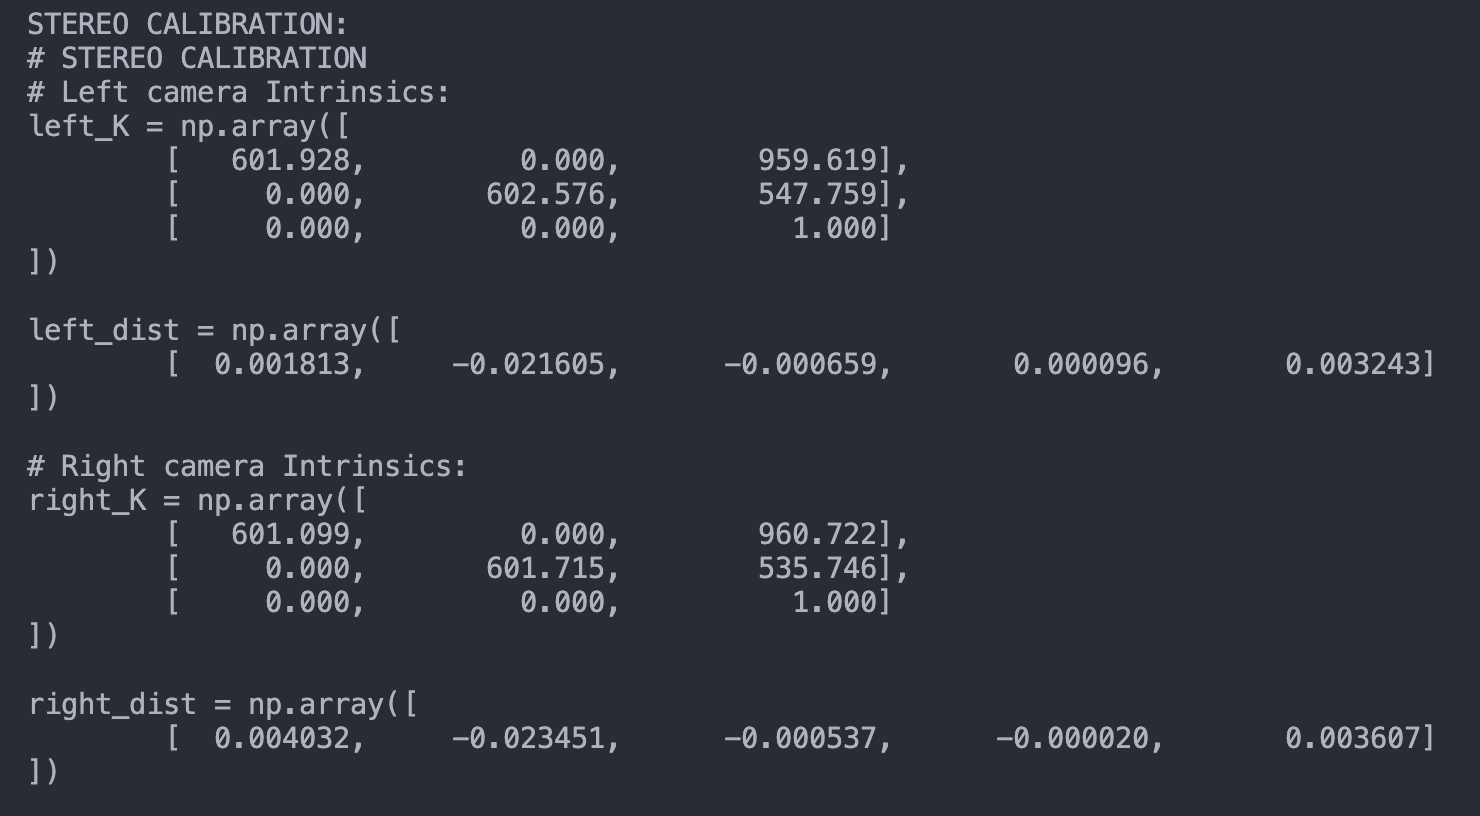 STEREO CALIBRATION:
# STEREO CALIBRATION
# Left camera Intrinsics:
left_K = np.array([
        [   601.928,         0.000,        959.619],
        [     0.000,       602.576,        547.759],
        [     0.000,         0.000,          1.000]
])

left_dist = np.array([
        [  0.001813,     −0.021605,      −0.000659,       0.000096,       0.003243]
])

# Right camera Intrinsics:
right_K = np.array([
        [   601.099,         0.000,        960.722],
        [     0.000,       601.715,        535.746],
        [     0.000,         0.000,          1.000]
])

right_dist = np.array([
        [  0.004032,     −0.023451,      −0.000537,      −0.000020,       0.003607]
])